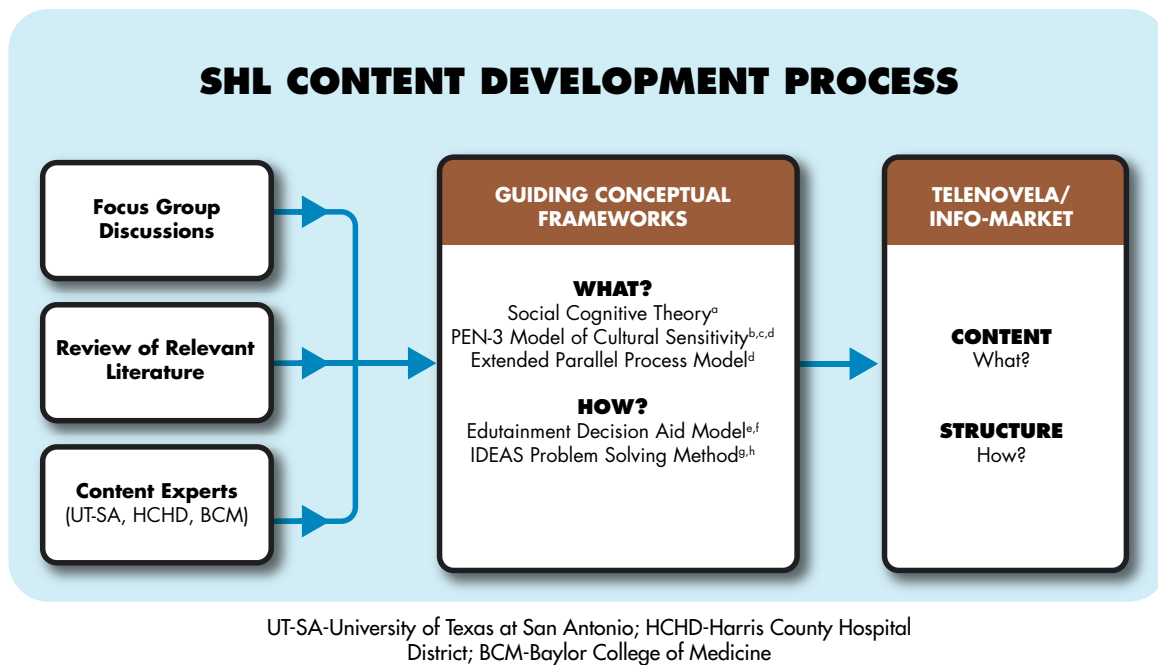 SHL CONTENT DEVELOPMENT PROCESS
Focus Group
Discussions
Review of Relevant
Literature
Content Experts
(UT-SA, HCHD, BCM)
GUIDING CONCEPTUAL
FRAMEWORKS
WHAT?
Social Cognitive Theoryᵃ
PEN-3 Model of Cultural Sensitivityᵇ,ᶜ,ᵈ
Extended Parallel Process Modelᵈ
HOW?
Edutainment Decision Aid Modelᵉ,ᶠ
IDEAS Problem Solving Methodᵍ,ʰ
TELENOVELA/
INFO-MARKET
CONTENT
What?
STRUCTURE
How?
UT-SA-University of Texas at San Antonio; HCHD-Harris County Hospital
District; BCM-Baylor College of Medicine